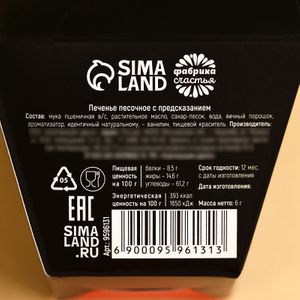 SIMA LAND
фабрика счастья
Печенье песочное с предсказанием
Состав: мука пшеничная в/с, растительное масло, сахар-песок, вода, яичный порошок,
ароматизатор, идентичный натуральному, - ванилин, пищевой краситель. Производитель:
05
Пищевая ценность на 100 г
белки – 8,5 г
жиры – 14,6 г
углеводы – 61,2 г
Энергетическая ценность на 100 г
393 ккал
1650 кДж
Срок годности: 12 мес.
с даты изготовления
Дата изготовления:
Масса: 6 г
ЕАС
SIMA
LAND
.RU
Арт. 9596131
6 900095 961313